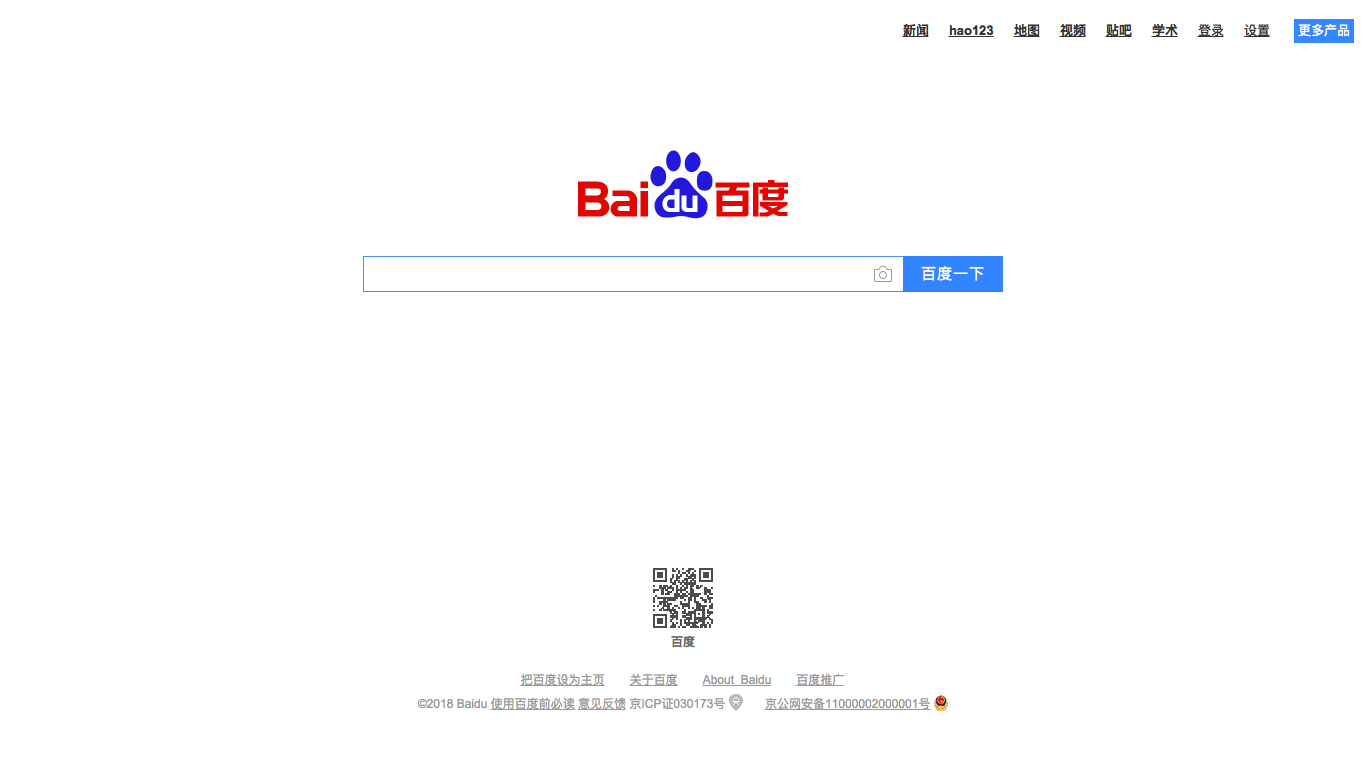 新闻 hao123 地图 视频 贴吧 学术 登录 设置 更多产品
Bai du 百度
百度一下
百度
把百度设为主页 关于百度 About Baidu 百度推广
©2018 Baidu 使用百度前必读 意见反馈 京ICP证030173号 京公网安备11000002000001号